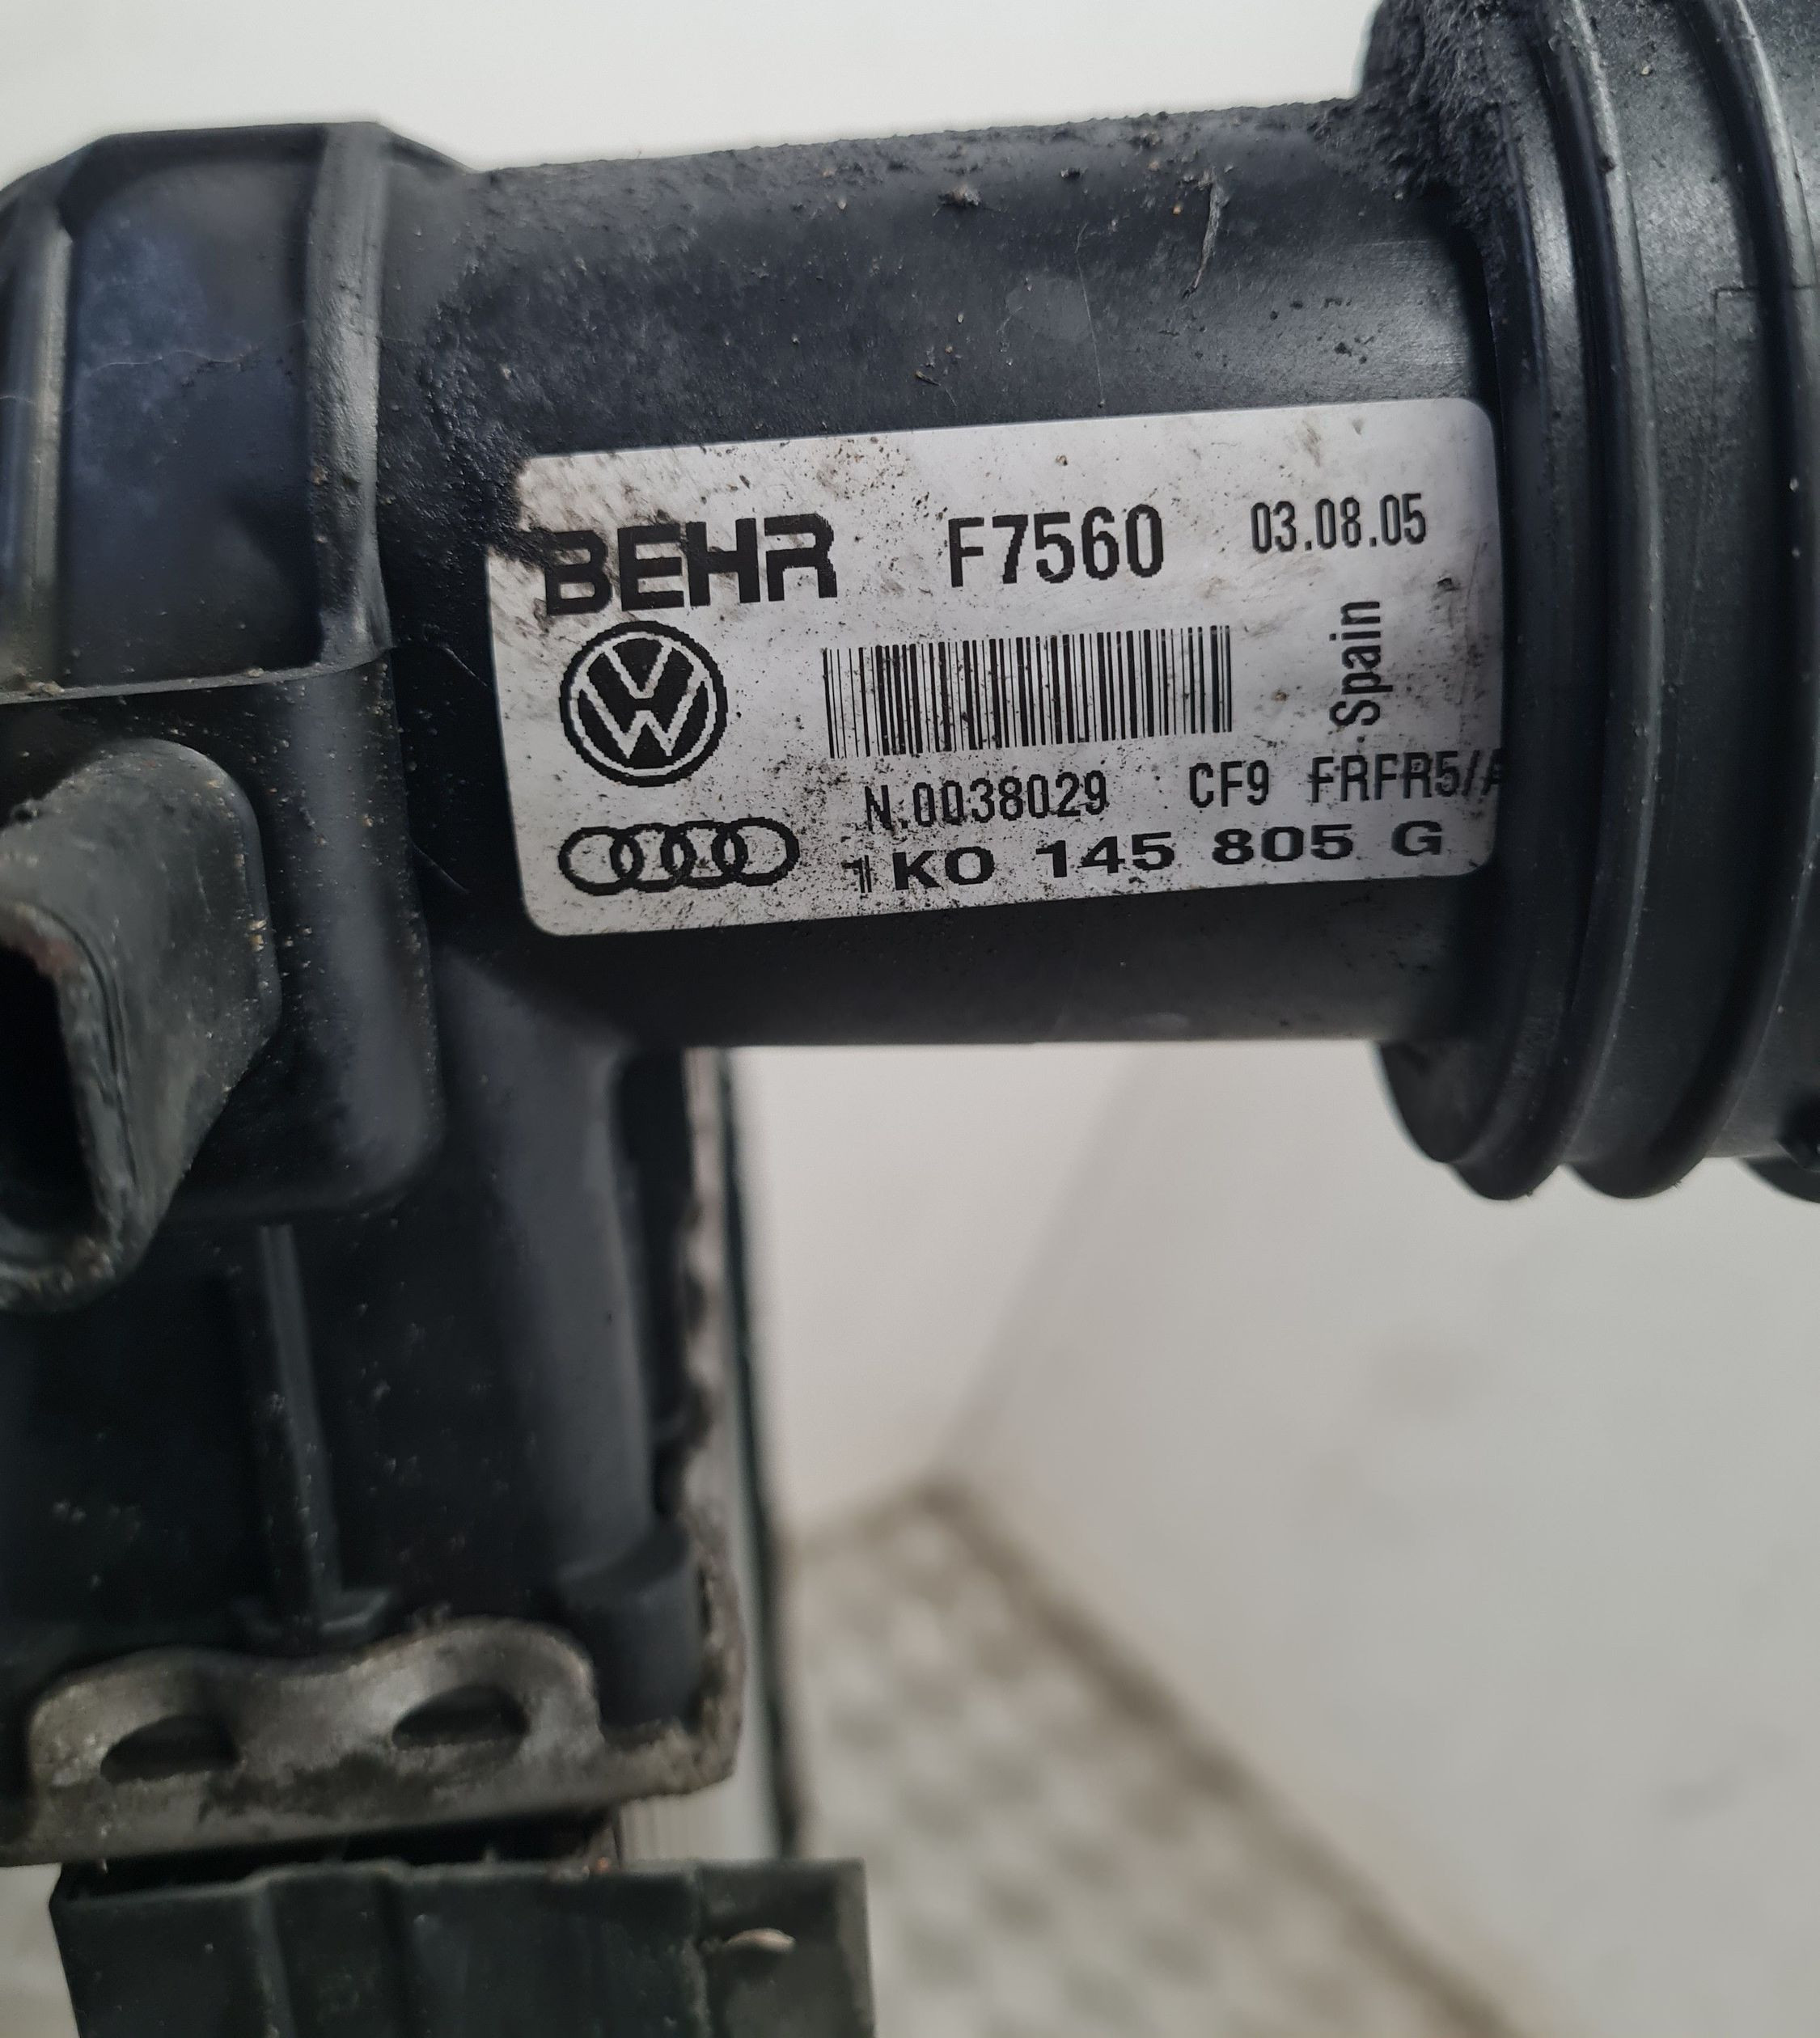 BEHR F7560 03.08.05
Spain
N.0038029 CF9 FRFR5/A
1K0 145 805 G